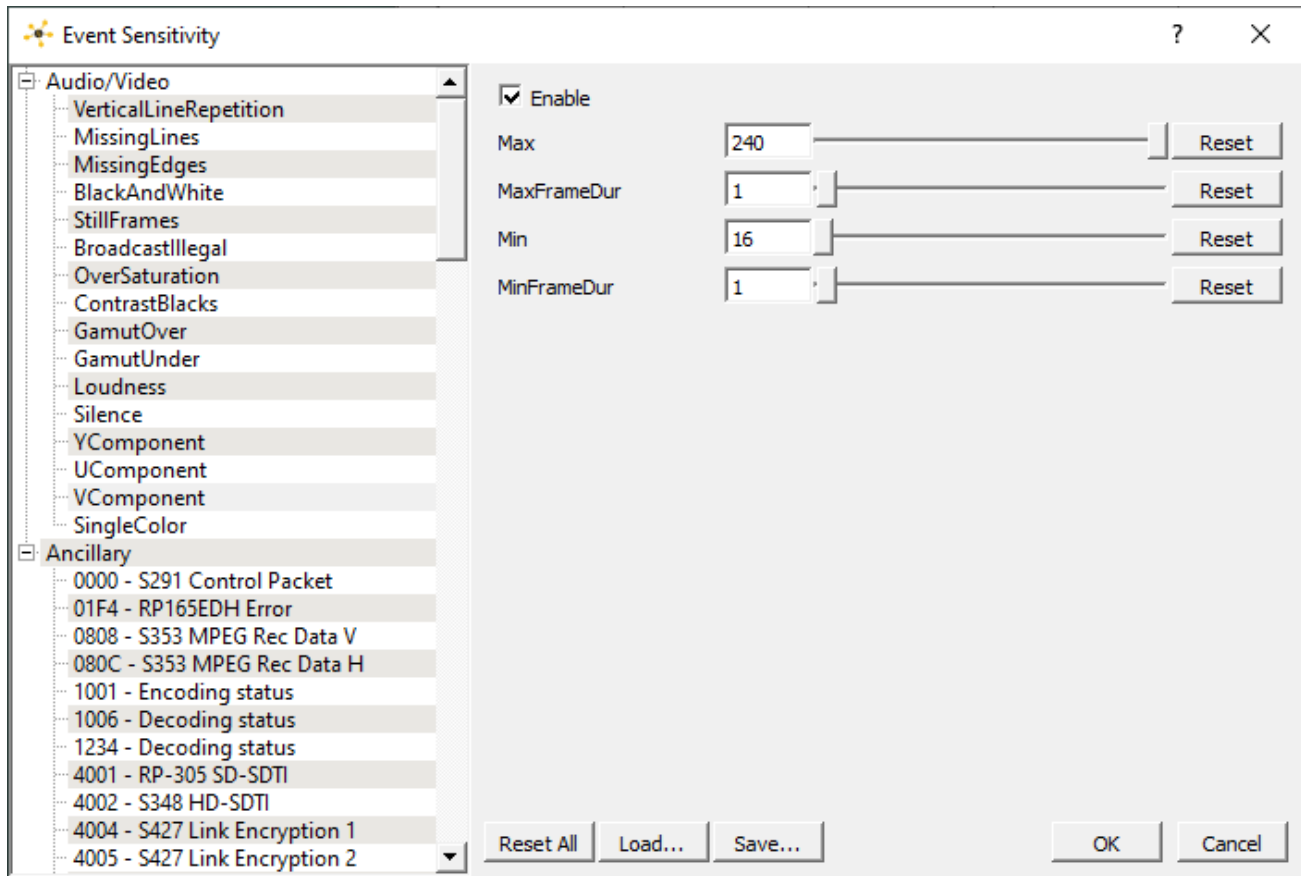 Event Sensitivity
?
Audio/Video
VerticalLineRepetition
MissingLines
MissingEdges
BlackAndWhite
StillFrames
BroadcastIllegal
OverSaturation
ContrastBlacks
GamutOver
GamutUnder
Loudness
Silence
YComponent
UComponent
VComponent
SingleColor
Ancillary
0000 - S291 Control Packet
01F4 - RP165EDH Error
0808 - S353 MPEG Rec Data V
080C - S353 MPEG Rec Data H
1001 - Encoding status
1006 - Decoding status
1234 - Decoding status
4001 - RP-305 SD-SDTI
4002 - S348 HD-SDTI
4004 - S427 Link Encryption 1
4005 - S427 Link Encryption 2
Enable
Max 240 Reset
MaxFrameDur 1 Reset
Min 16 Reset
MinFrameDur 1 Reset
Reset All Load... Save... OK Cancel